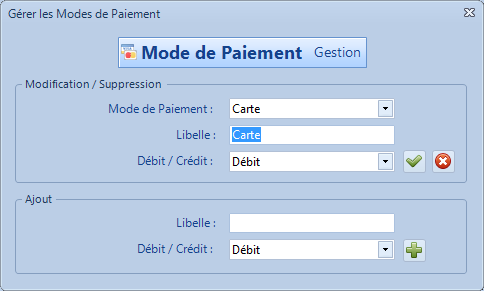 Gérer les Modes de Paiement
Mode de Paiement Gestion
Modification / Suppression
Mode de Paiement : Carte
Libelle : Carte
Débit / Crédit : Débit
Ajout
Libelle :
Débit / Crédit : Débit